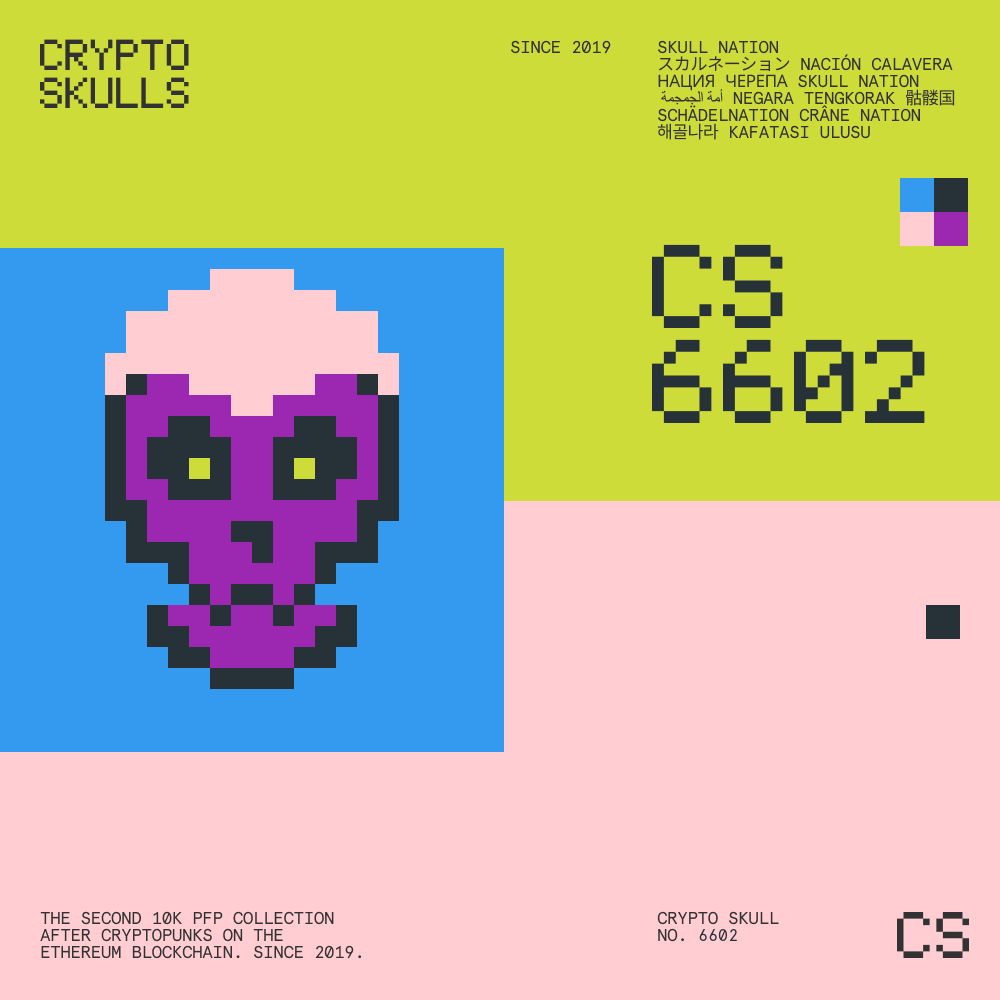 CRYPTO
SKULLS
SINCE 2019
SKULL NATION
スカルネーション NACIÓN CALAVERA
НАЦИЯ ЧЕРЕПА SKULL NATION
أمة الجمجمة NEGARA TENGKORAK 骷髅国
SCHÄDELNATION CRÂNE NATION
해골나라 KAFATASI ULUSU
CS
6602
THE SECOND 10K PFP COLLECTION
AFTER CRYPTOPUNKS ON THE
ETHEREUM BLOCKCHAIN. SINCE 2019.
CRYPTO SKULL
NO. 6602
CS